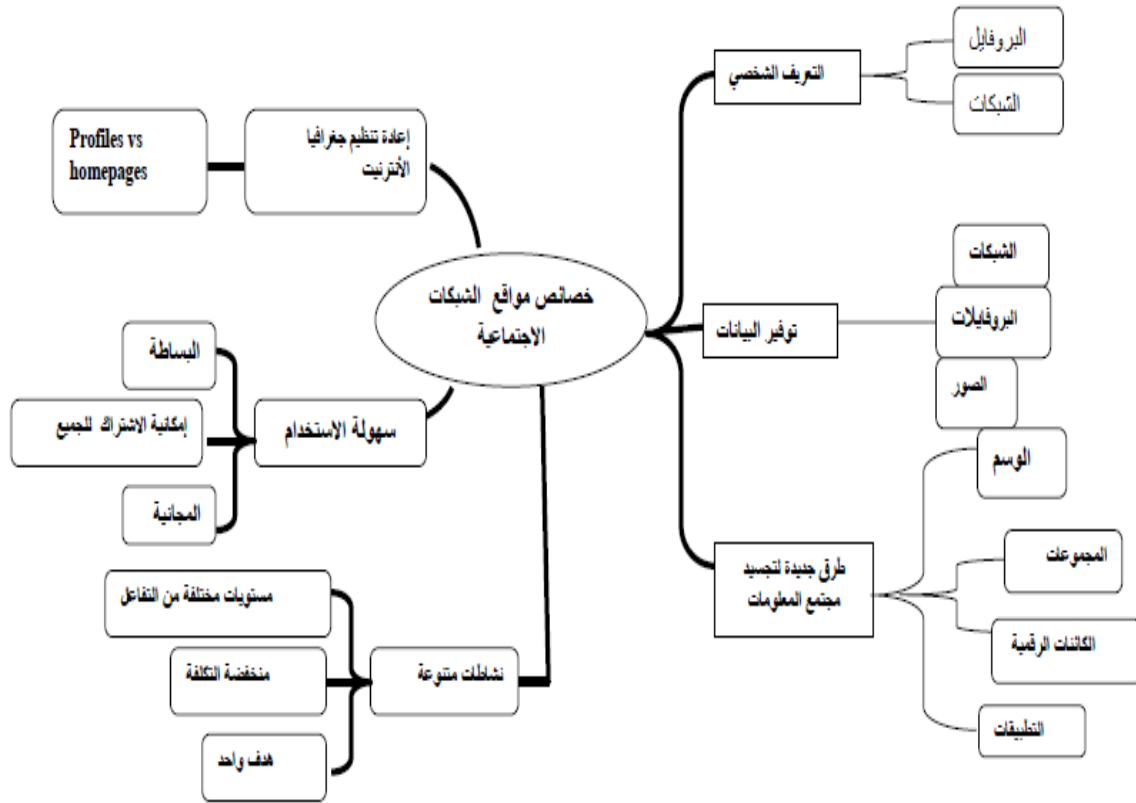 خصائص مواقع الشبكات
الاجتماعية
التعريف الشخصي
البروفايل
الشبكات
توفير البيانات
الشبكات
البروفايلات
الصور
طرق جديدة لتجسيد
مجتمع المعلومات
الوسم
المجموعات
الكائنات الرقمية
التطبيقات
إعادة تنظيم جغرافيا
الأنترنيت
Profiles vs
homepages
سهولة الاستخدام
البساطة
إمكانية الاشتراك للجميع
المجانية
نشاطات متنوعة
مستويات مختلفة من التفاعل
منخفضة التكلفة
هدف واحد